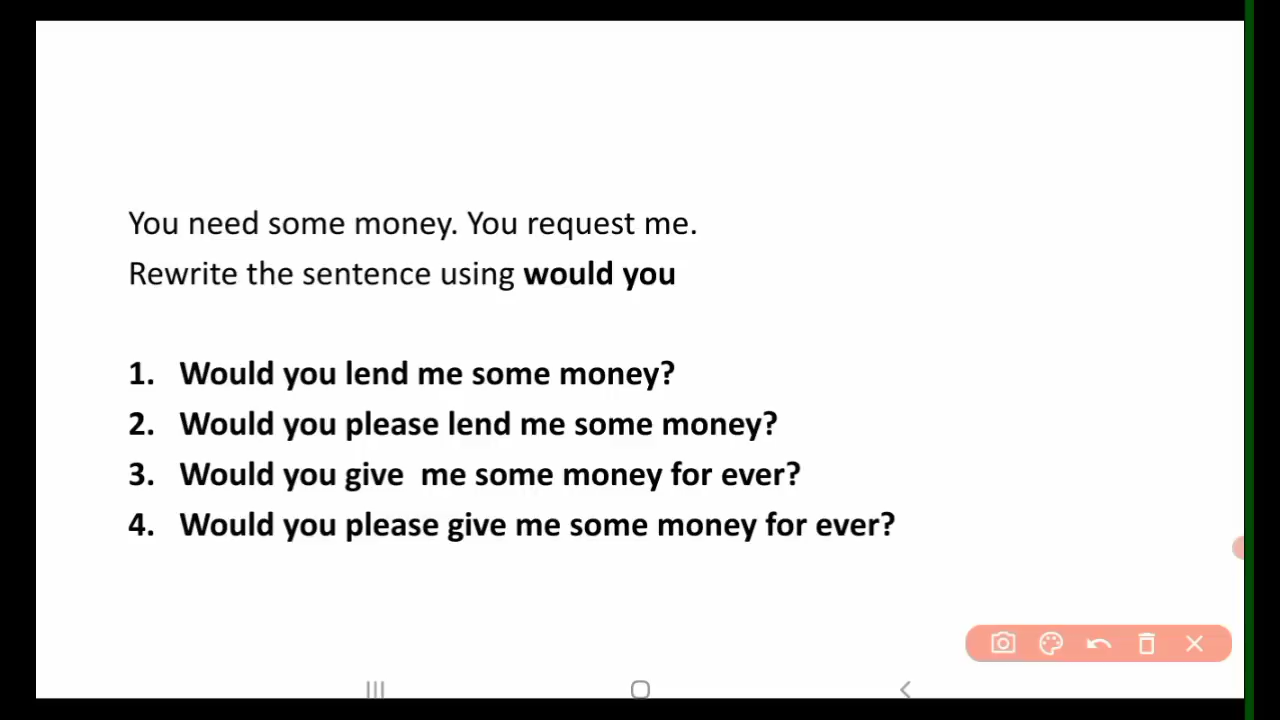 You need some money. You request me.
Rewrite the sentence using would you
1. Would you lend me some money?
2. Would you please lend me some money?
3. Would you give  me some money for ever?
4. Would you please give me some money for ever?